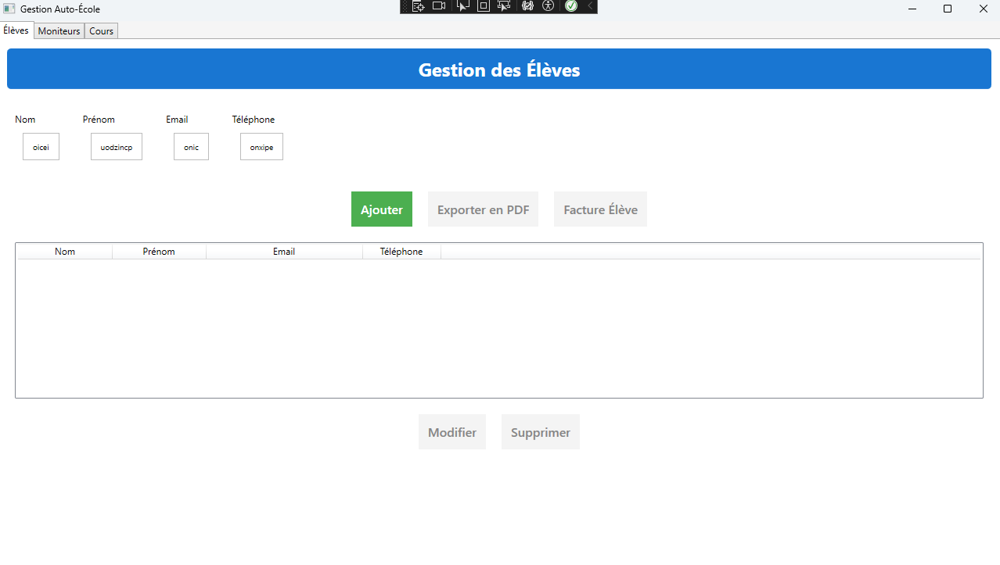 Gestion Auto-École
Élèves Moniteurs Cours
Gestion des Élèves
Nom Prénom Email Téléphone
oicei uodzincp onic onxipe
Ajouter Exporter en PDF Facture Élève
Nom Prénom Email Téléphone
Modifier Supprimer